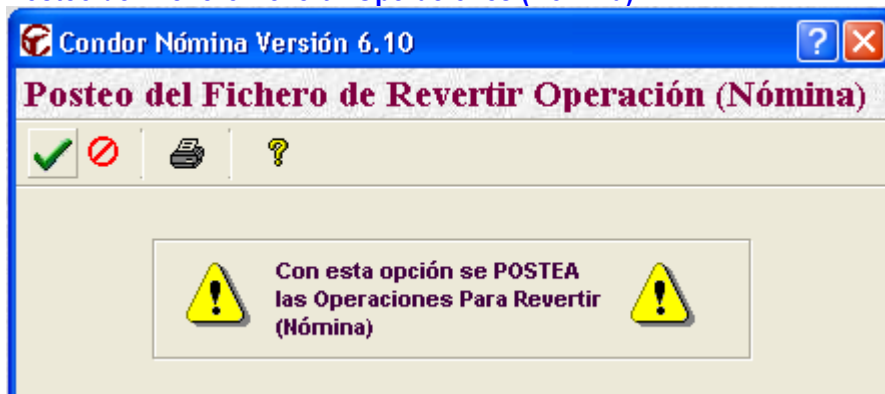 Condor Nómina Versión 6.10
Posteo del Fichero de Revertir Operación (Nómina)
Con esta opción se POSTEA
las Operaciones Para Revertir
(Nómina)